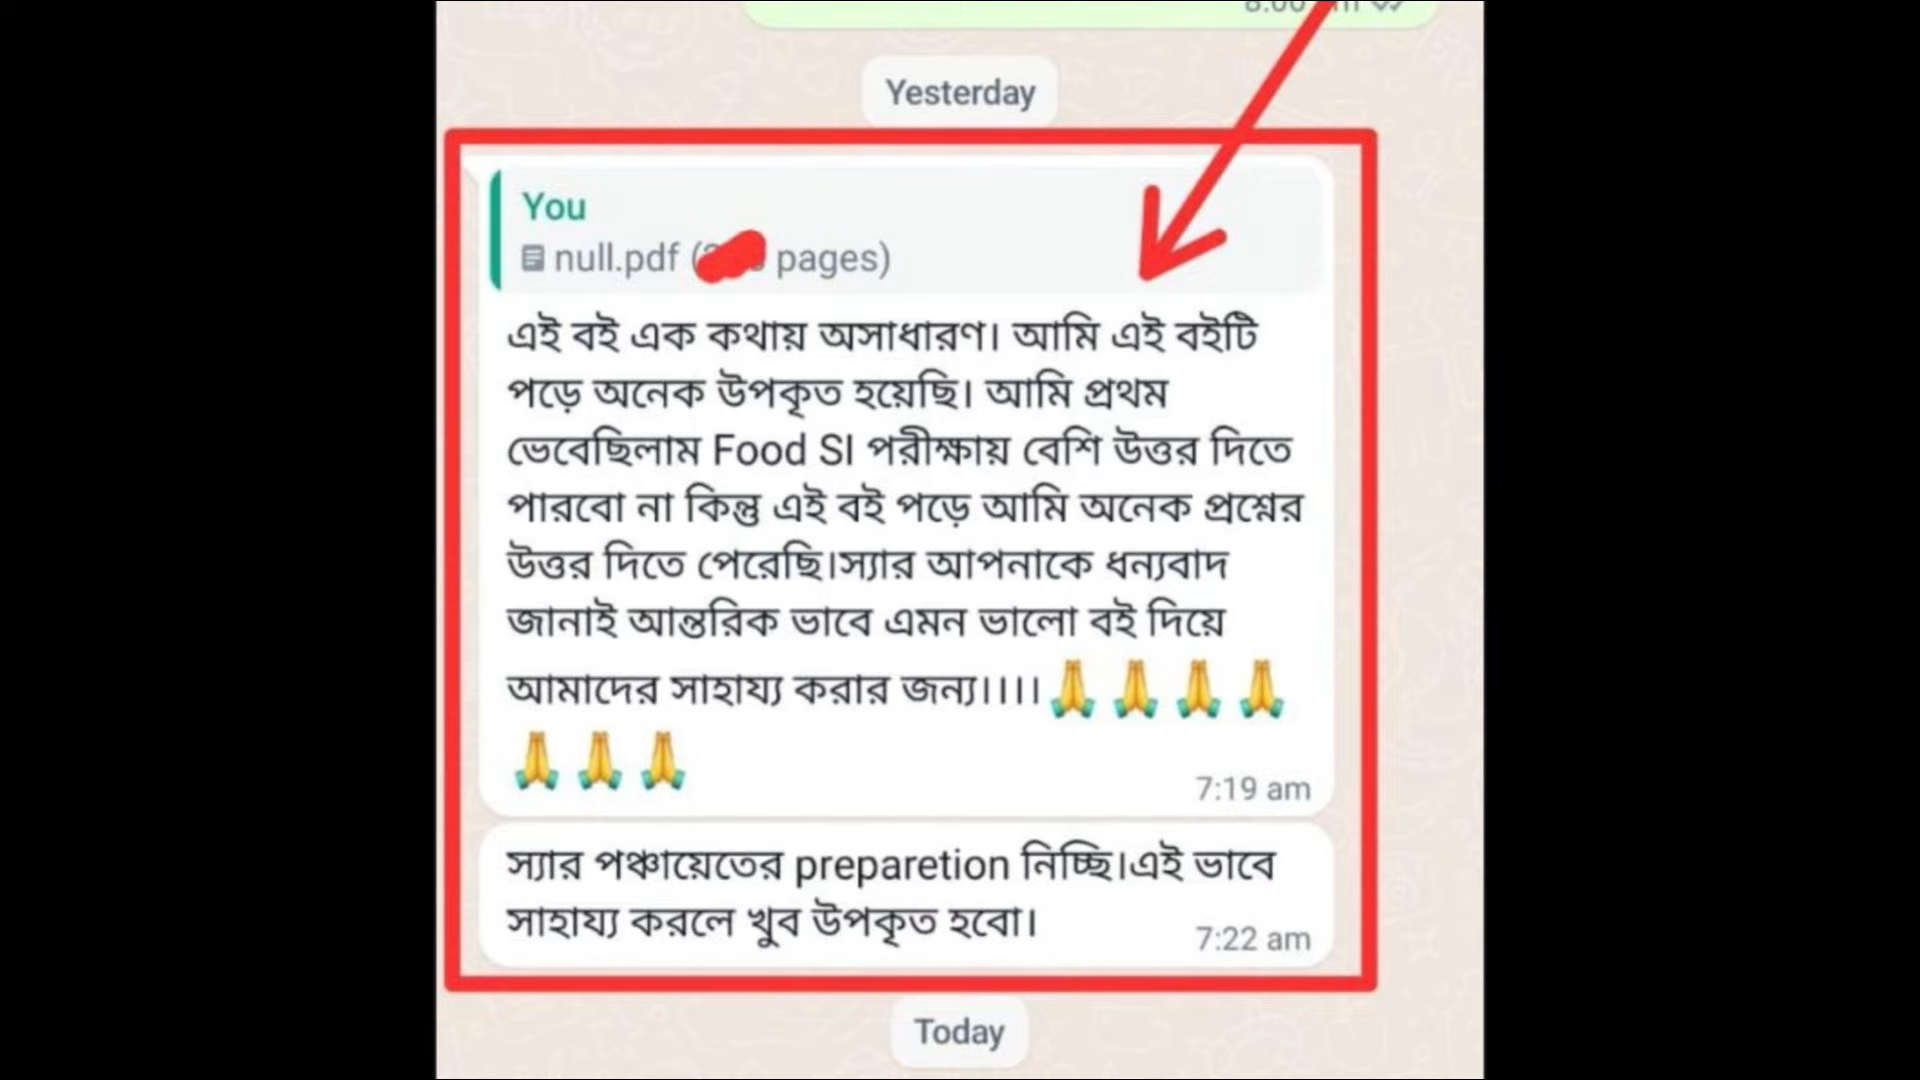 Yesterday
You
null.pdf ( pages)
এই বই এক কথায় অসাধারণ। আমি এই বইটি
পড়ে অনেক উপকৃত হয়েছি। আমি প্রথম
ভেবেছিলাম Food SI পরীক্ষায় বেশি উত্তর দিতে
পারবো না কিন্তু এই বই পড়ে আমি অনেক প্রশ্নের
উত্তর দিতে পেরেছি।স্যার আপনাকে ধন্যবাদ
জানাই আন্তরিক ভাবে এমন ভালো বই দিয়ে
আমাদের সাহায্য করার জন্য।।।।🙏🙏🙏🙏
🙏🙏🙏
7:19 am
স্যার পঞ্চায়েতের preparetion নিচ্ছি।এই ভাবে
সাহায্য করলে খুব উপকৃত হবো।
7:22 am
Today